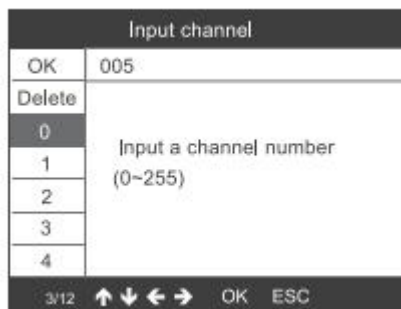 Input channel
OK 005
Delete
0
1
2
3
4
Input a channel number
(0~255)
3/12 ↑ ↓ ← → OK ESC